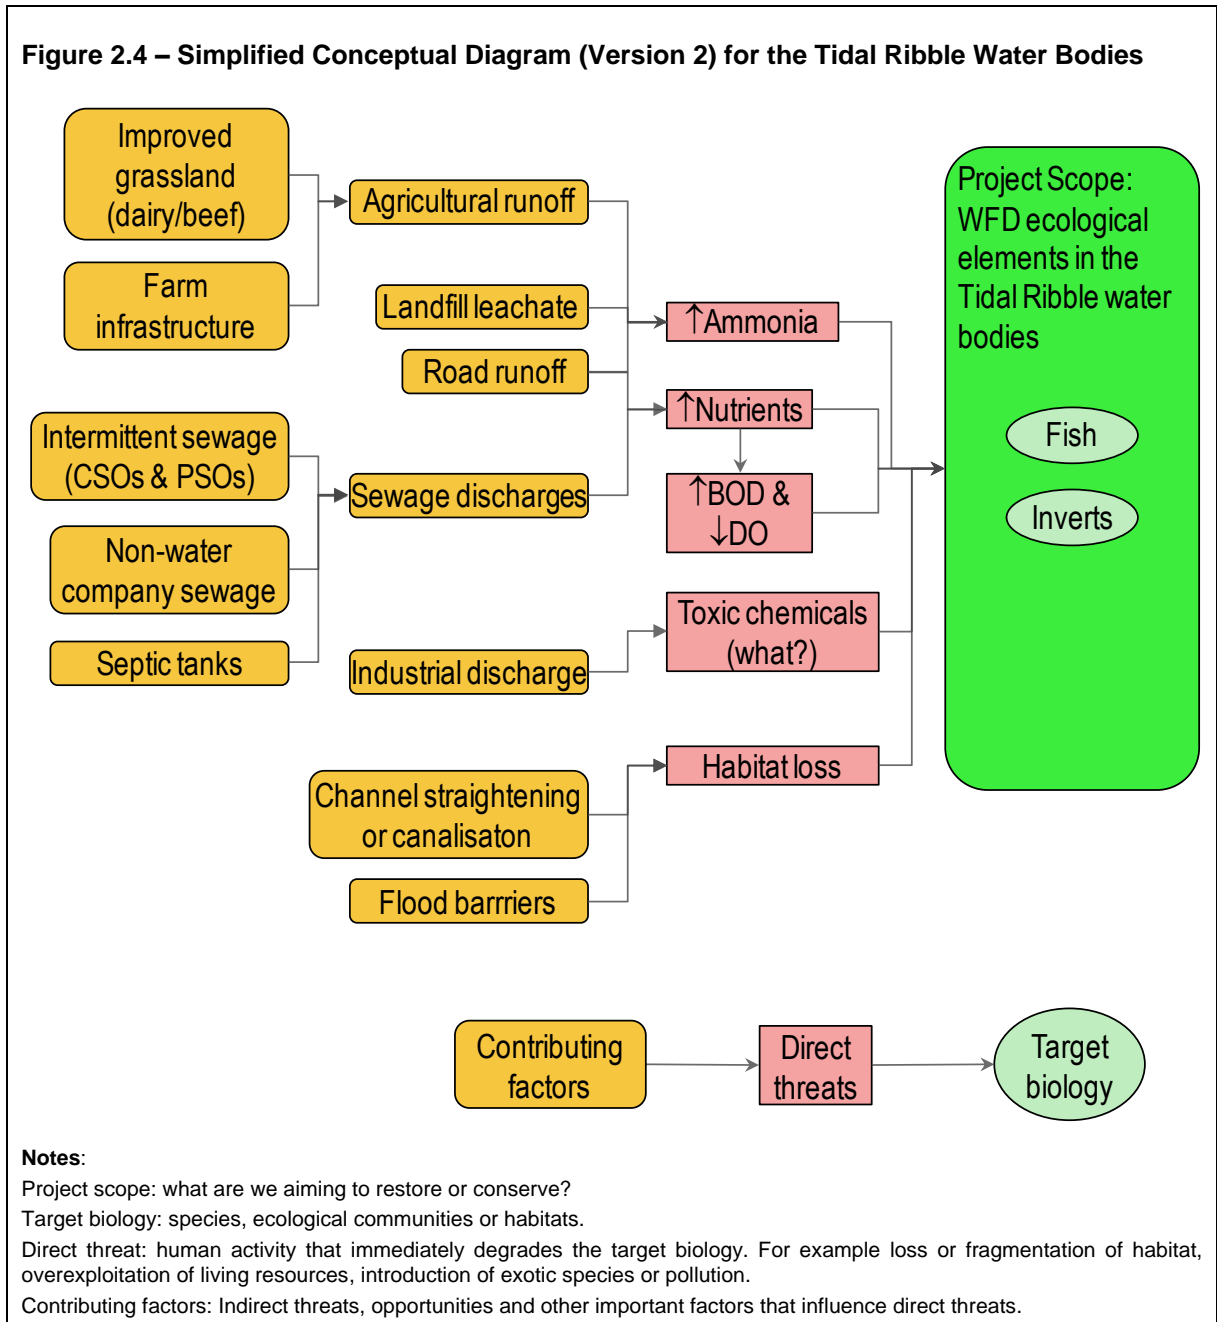 Figure 2.4 – Simplified Conceptual Diagram (Version 2) for the Tidal Ribble Water Bodies
Improved
grassland
(dairy/beef)
Farm
infrastructure
Intermittent sewage
(CSOs & PSOs)
Non-water
company sewage
Septic tanks
Agricultural runoff
Landfill leachate
Road runoff
Sewage discharges
Industrial discharge
Channel straightening
or canalisaton
Flood barrriers
↑Ammonia
↑Nutrients
↑BOD &
↓DO
Toxic chemicals
(what?)
Habitat loss
Project Scope:
WFD ecological
elements in the
Tidal Ribble water
bodies
Fish
Inverts
Contributing
factors
Direct
threats
Target
biology
Notes:
Project scope: what are we aiming to restore or conserve?
Target biology: species, ecological communities or habitats.
Direct threat: human activity that immediately degrades the target biology. For example loss or fragmentation of habitat,
overexploitation of living resources, introduction of exotic species or pollution.
Contributing factors: Indirect threats, opportunities and other important factors that influence direct threats.